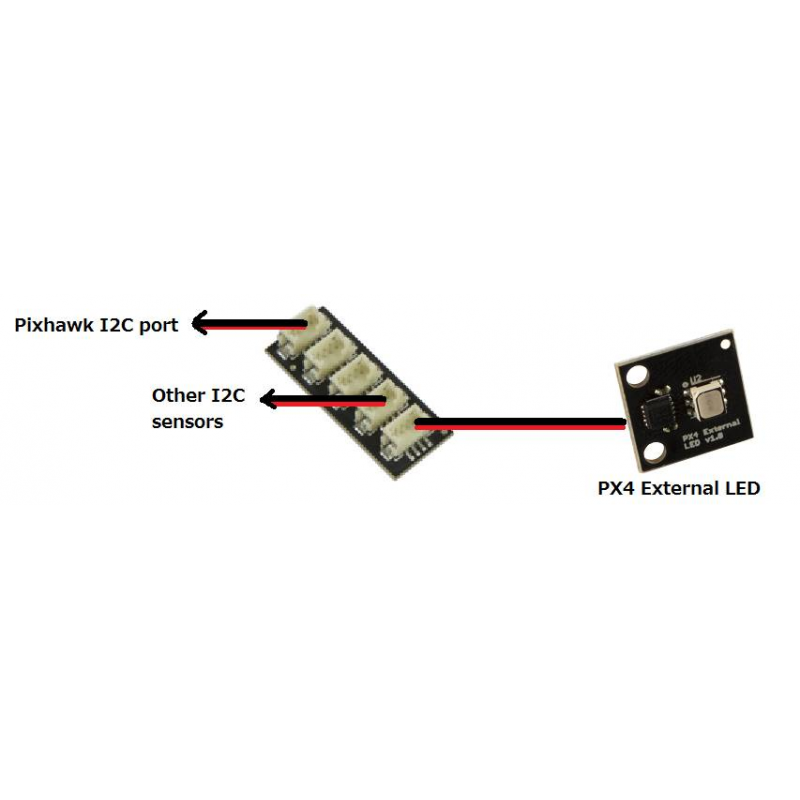 Pixhawk I2C port
Other I2C
sensors
U2
PX4 External
LED v1.0
PX4 External LED